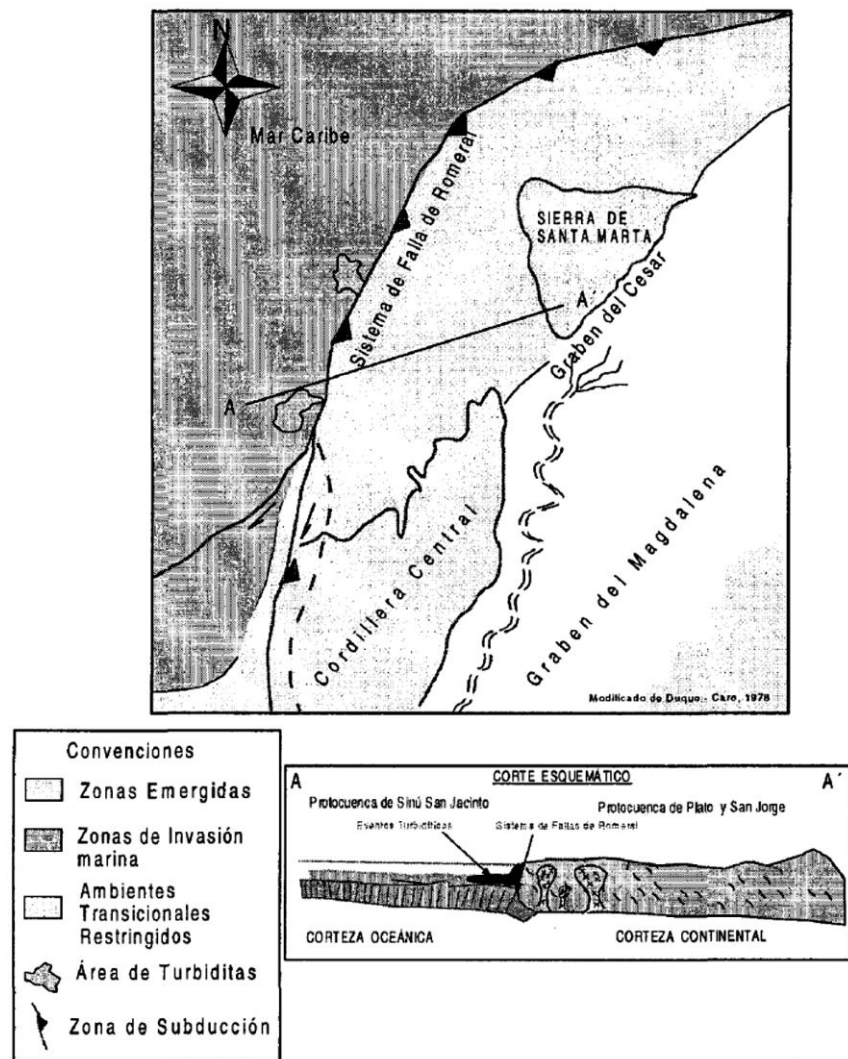 N
Mar Caribe
Sistema de Falla de Romeral
SIERRA DE
SANTA MARTA
A´
Graben del Cesar
A
Cordillera Central
Graben del Magdalena
Modificado de Duque - Caro, 1978
Convenciones
Zonas Emergidas
Zonas de Invasión
marina
Ambientes
Transicionales
Restringidos
Área de Turbiditas
Zona de Subducción
A
CORTE ESQUEMÁTICO
A´
Protocuenca de Sinú San Jacinto
Protocuenca de Plato y San Jorge
Eventos Turbidíticos
Sistema de Fallas de Romeral
CORTEZA OCEÁNICA
CORTEZA CONTINENTAL